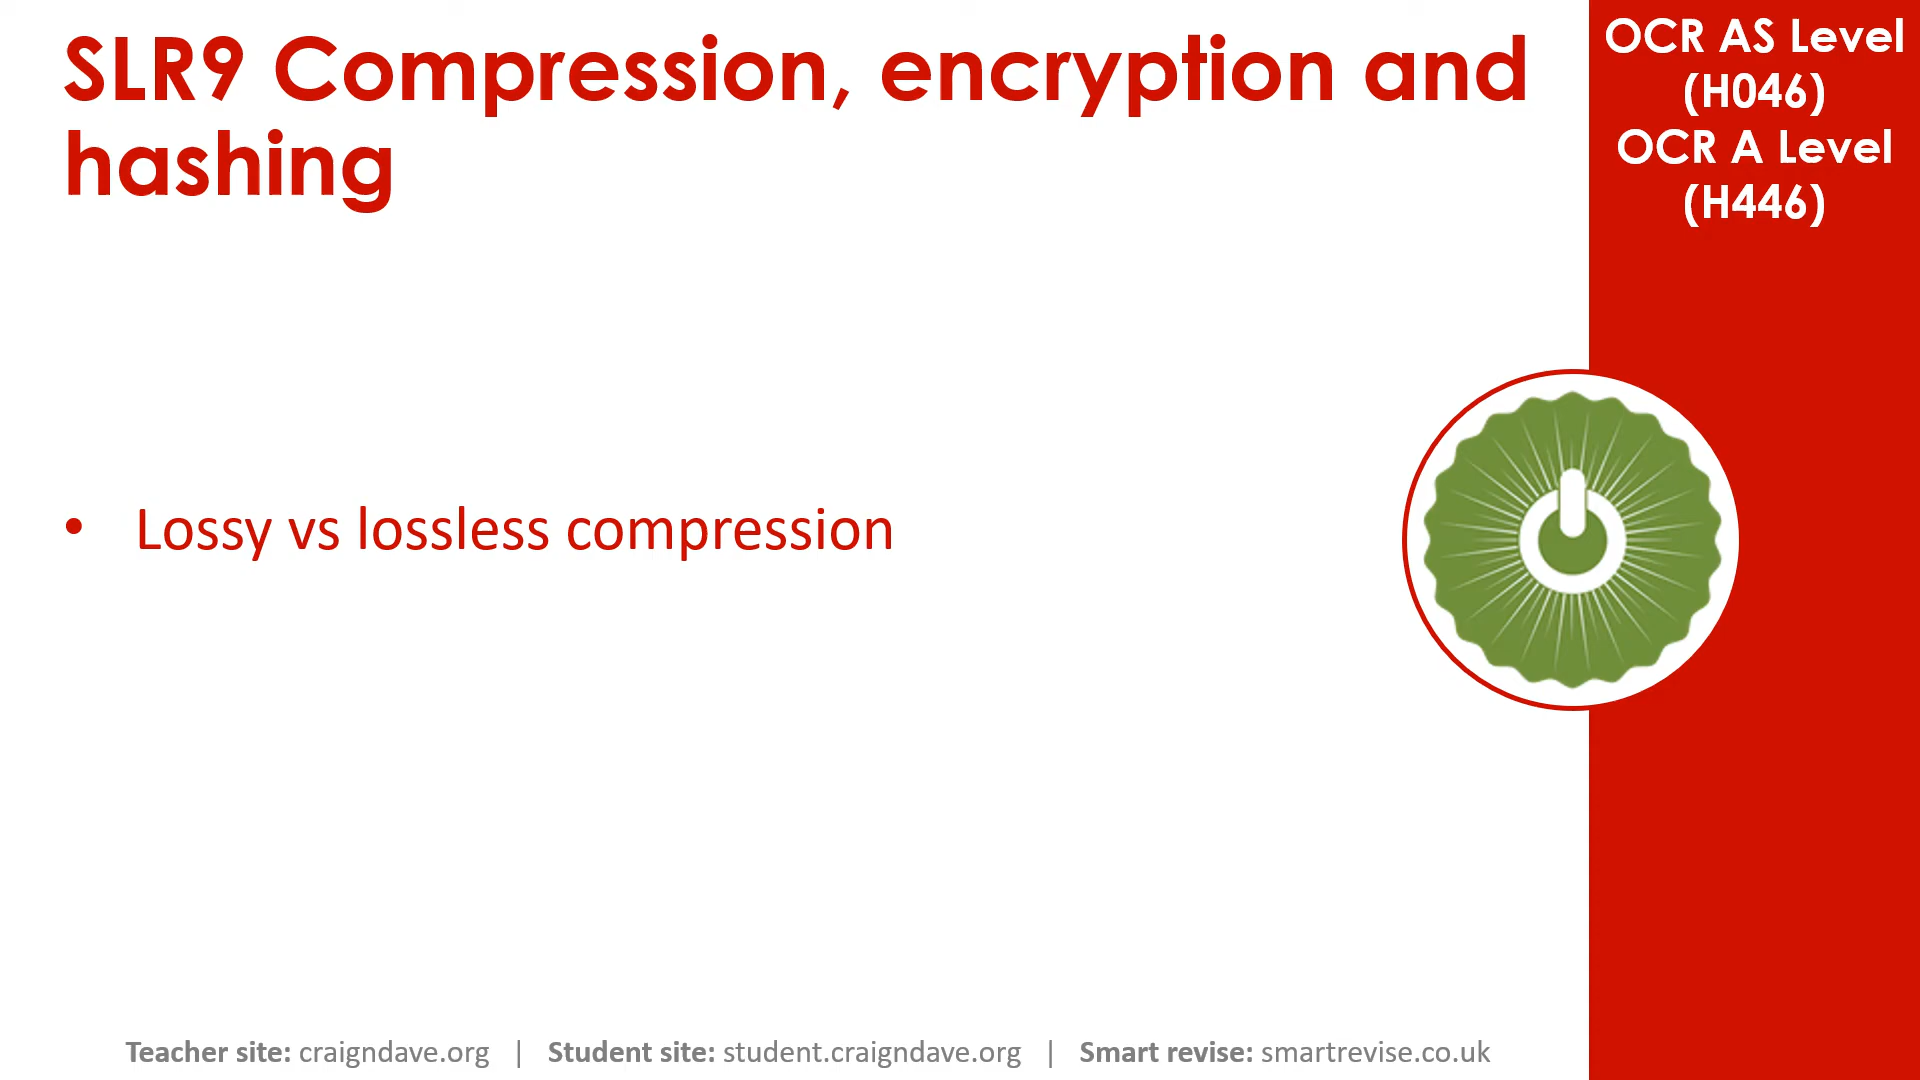 SLR9 Compression, encryption and
hashing
OCR AS Level
(H046)
OCR A Level
(H446)
• Lossy vs lossless compression
Teacher site: craigndave.org | Student site: student.craigndave.org | Smart revise: smartrevise.co.uk